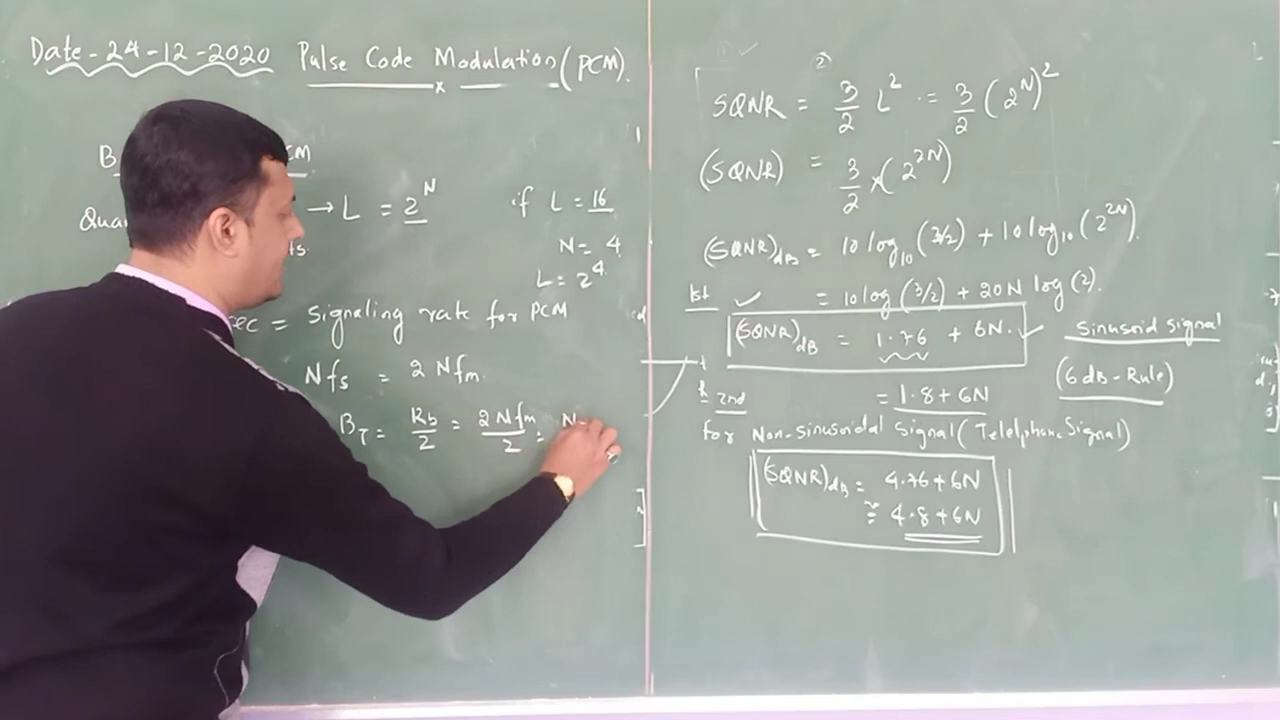 Date - 24-12-2020 Pulse Code Modulation (PCM).
→ L = 2^N if L = 16
N = 4
L = 2^4
= Signaling rate for PCM
Nfs = 2 Nfm.
B_T = Rb/2 = 2Nfm/2 =
②
SQNR = 3/2 L^2 = 3/2 (2^N)^2
(SQNR) = 3/2 × (2^2N)
(SQNR)dB = 10 log10 (3/2) + 10 log10 (2^2N).
Ist ✓ = 10 log (3/2) + 20N log (2).
(SQNR)dB = 1.76 + 6N. ✓ sinusoid signal
2nd = 1.8 + 6N (6 dB - Rule)
for Non-sinusoidal Signal (Telelphone Signal)
(SQNR)dB = 4.76 + 6N
≅ 4.8 + 6N